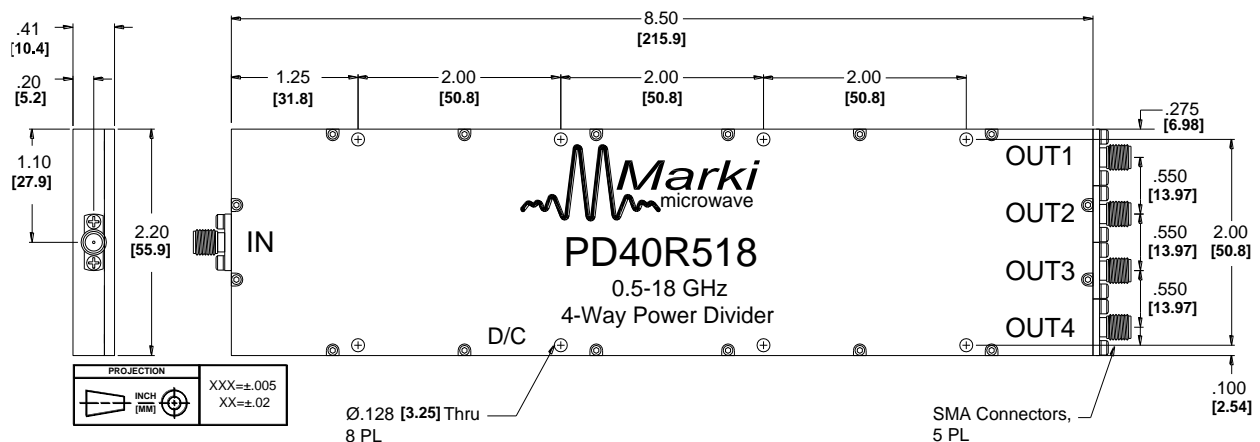 .41
[10.4]
8.50
[215.9]
.20
[5.2]
1.25
[31.8]
2.00
[50.8]
2.00
[50.8]
2.00
[50.8]
.275
[6.98]
1.10
[27.9]
2.20
[55.9]
IN
Marki
microwave
PD40R518
0.5-18 GHz
4-Way Power Divider
D/C
OUT1
OUT2
OUT3
OUT4
.550
[13.97]
.550
[13.97]
.550
[13.97]
2.00
[50.8]
.100
[2.54]
PROJECTION
INCH
[MM]
XXX=±.005
XX=±.02
Ø.128 [3.25] Thru
8 PL
SMA Connectors,
5 PL